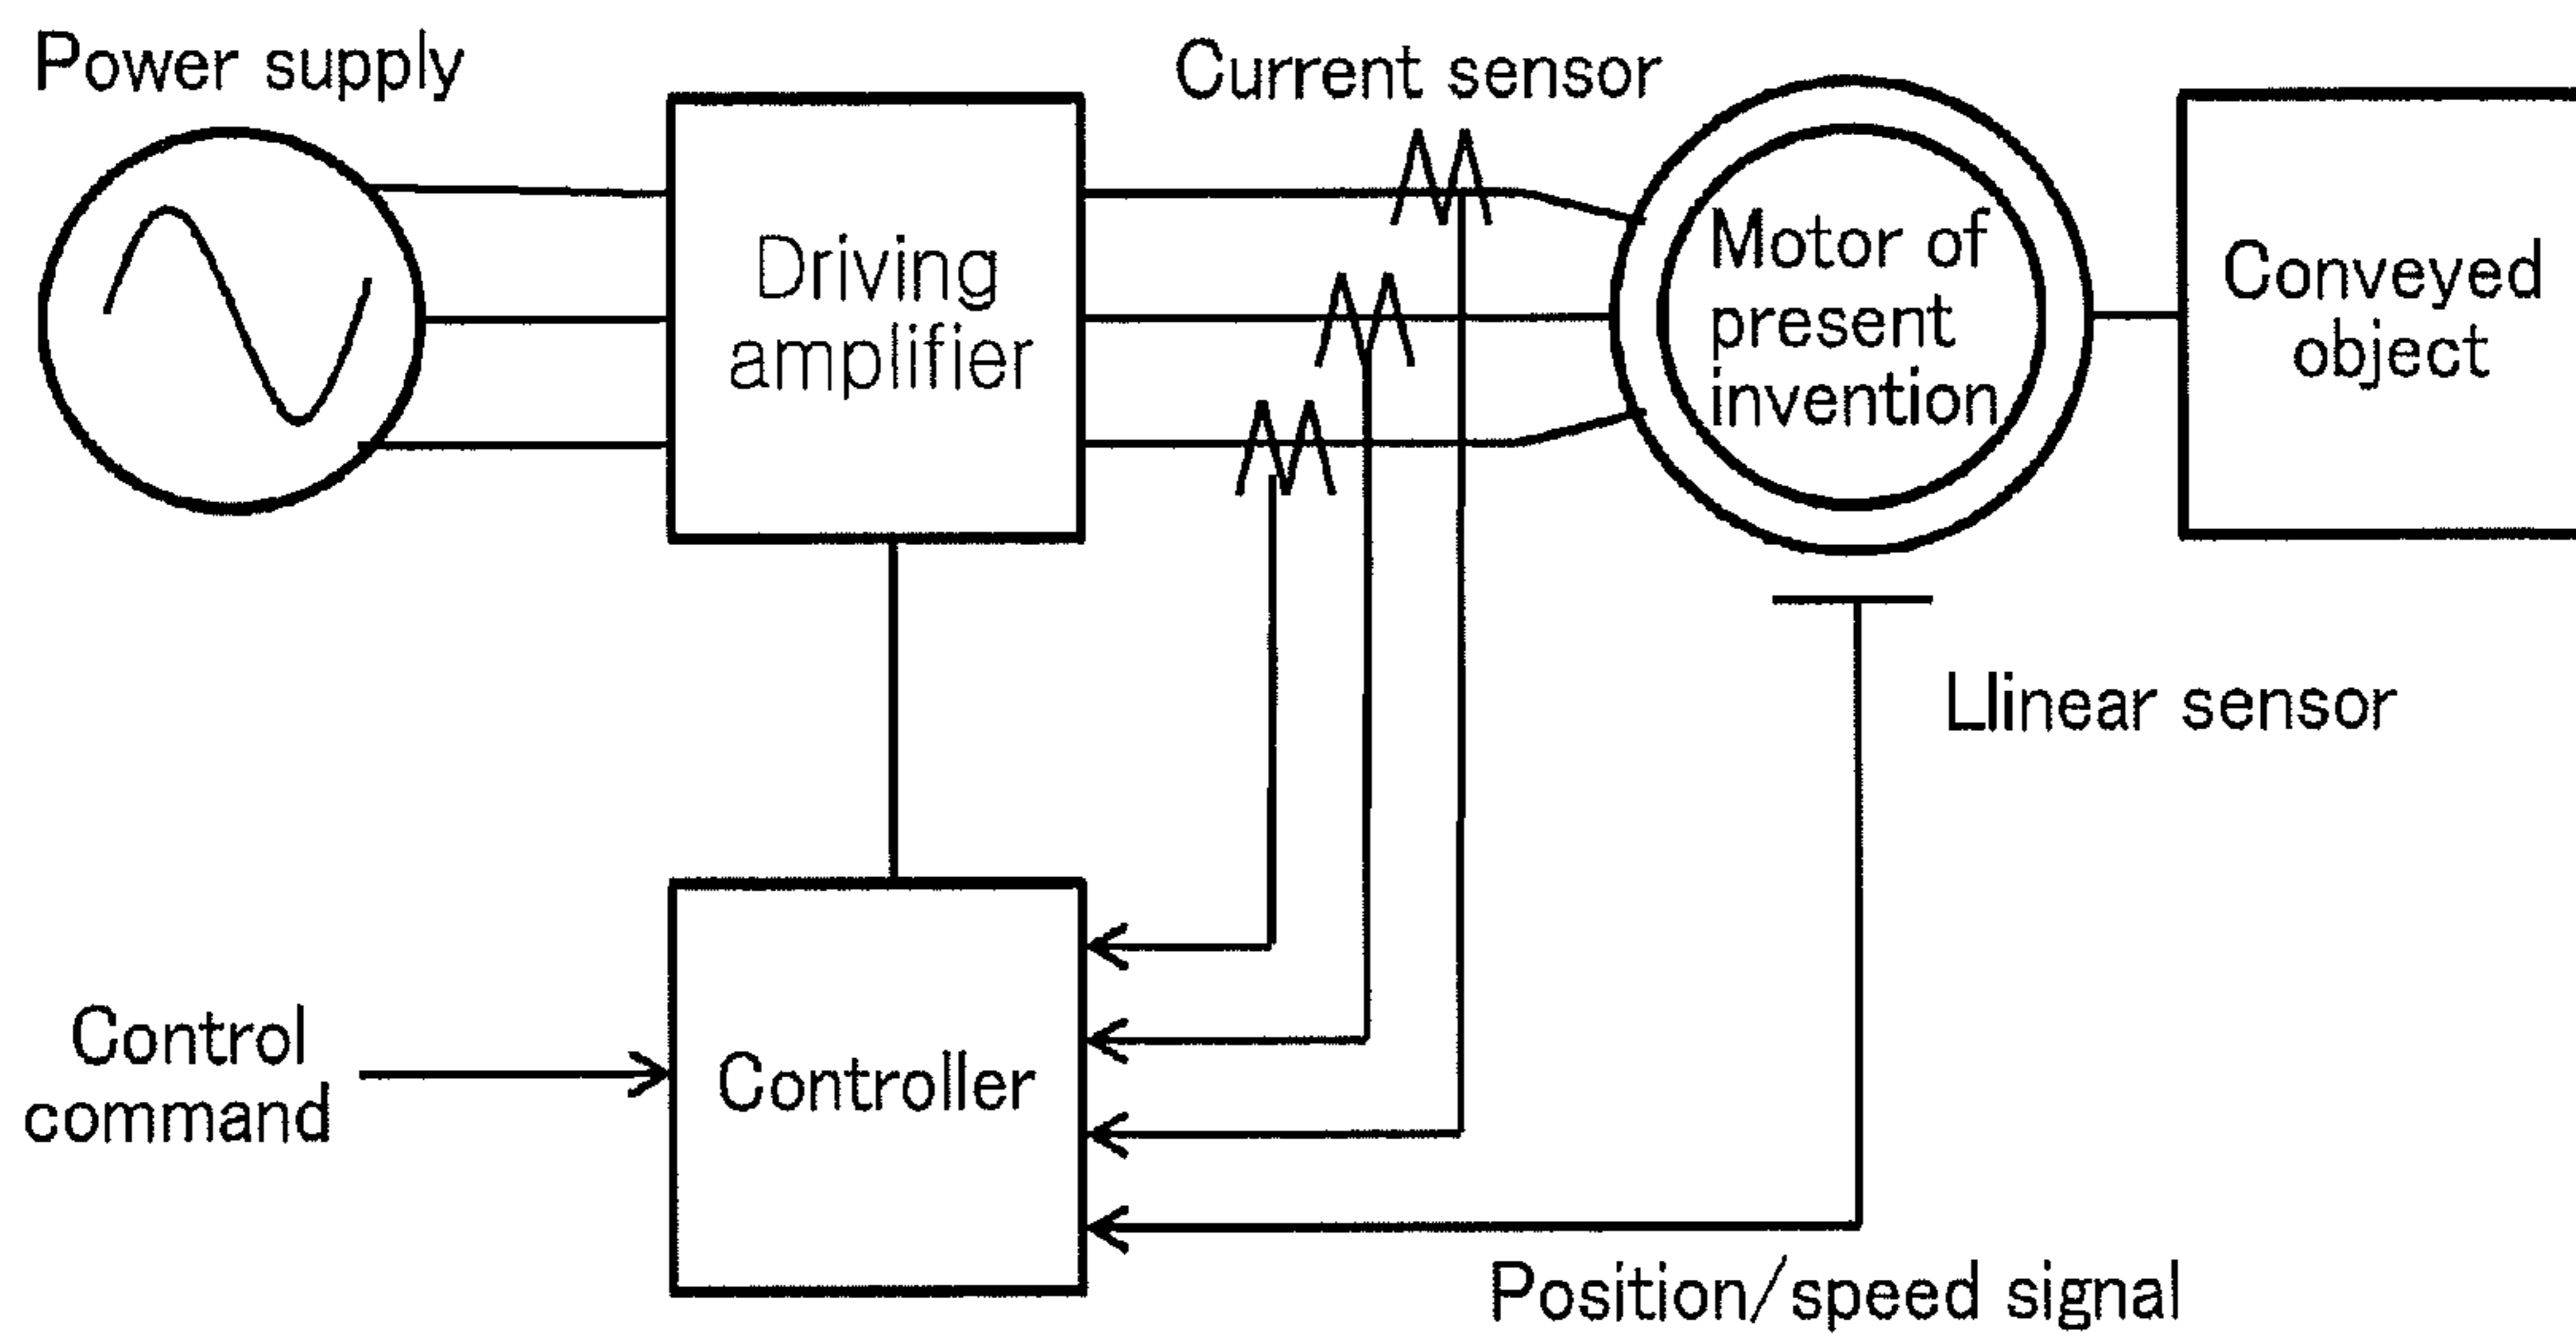 Power supply
Current sensor
Driving
amplifier
Motor of
present
invention
Conveyed
object
Llinear sensor
Control
command
Controller
Position/speed signal